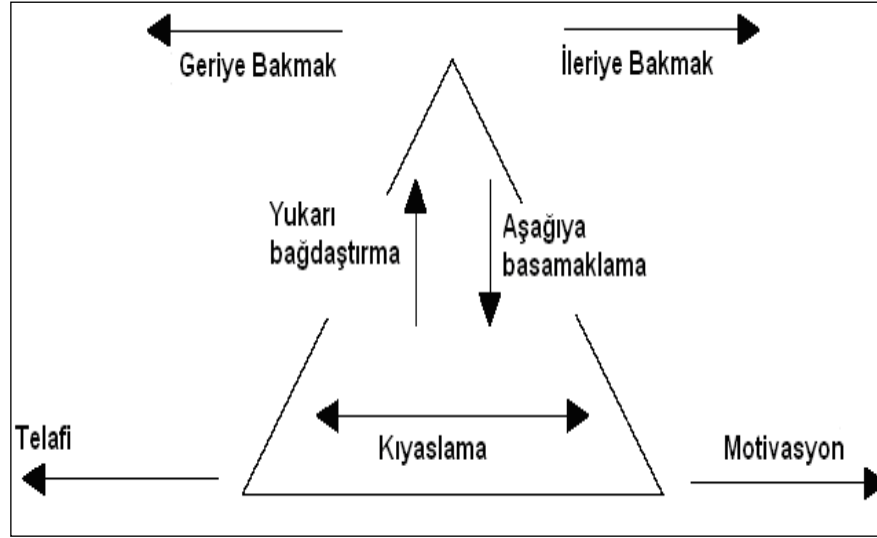 Geriye Bakmak
İleriye Bakmak
Yukarı
bağdaştırma
Aşağıya
basamaklama
Telafi
Kıyaslama
Motivasyon